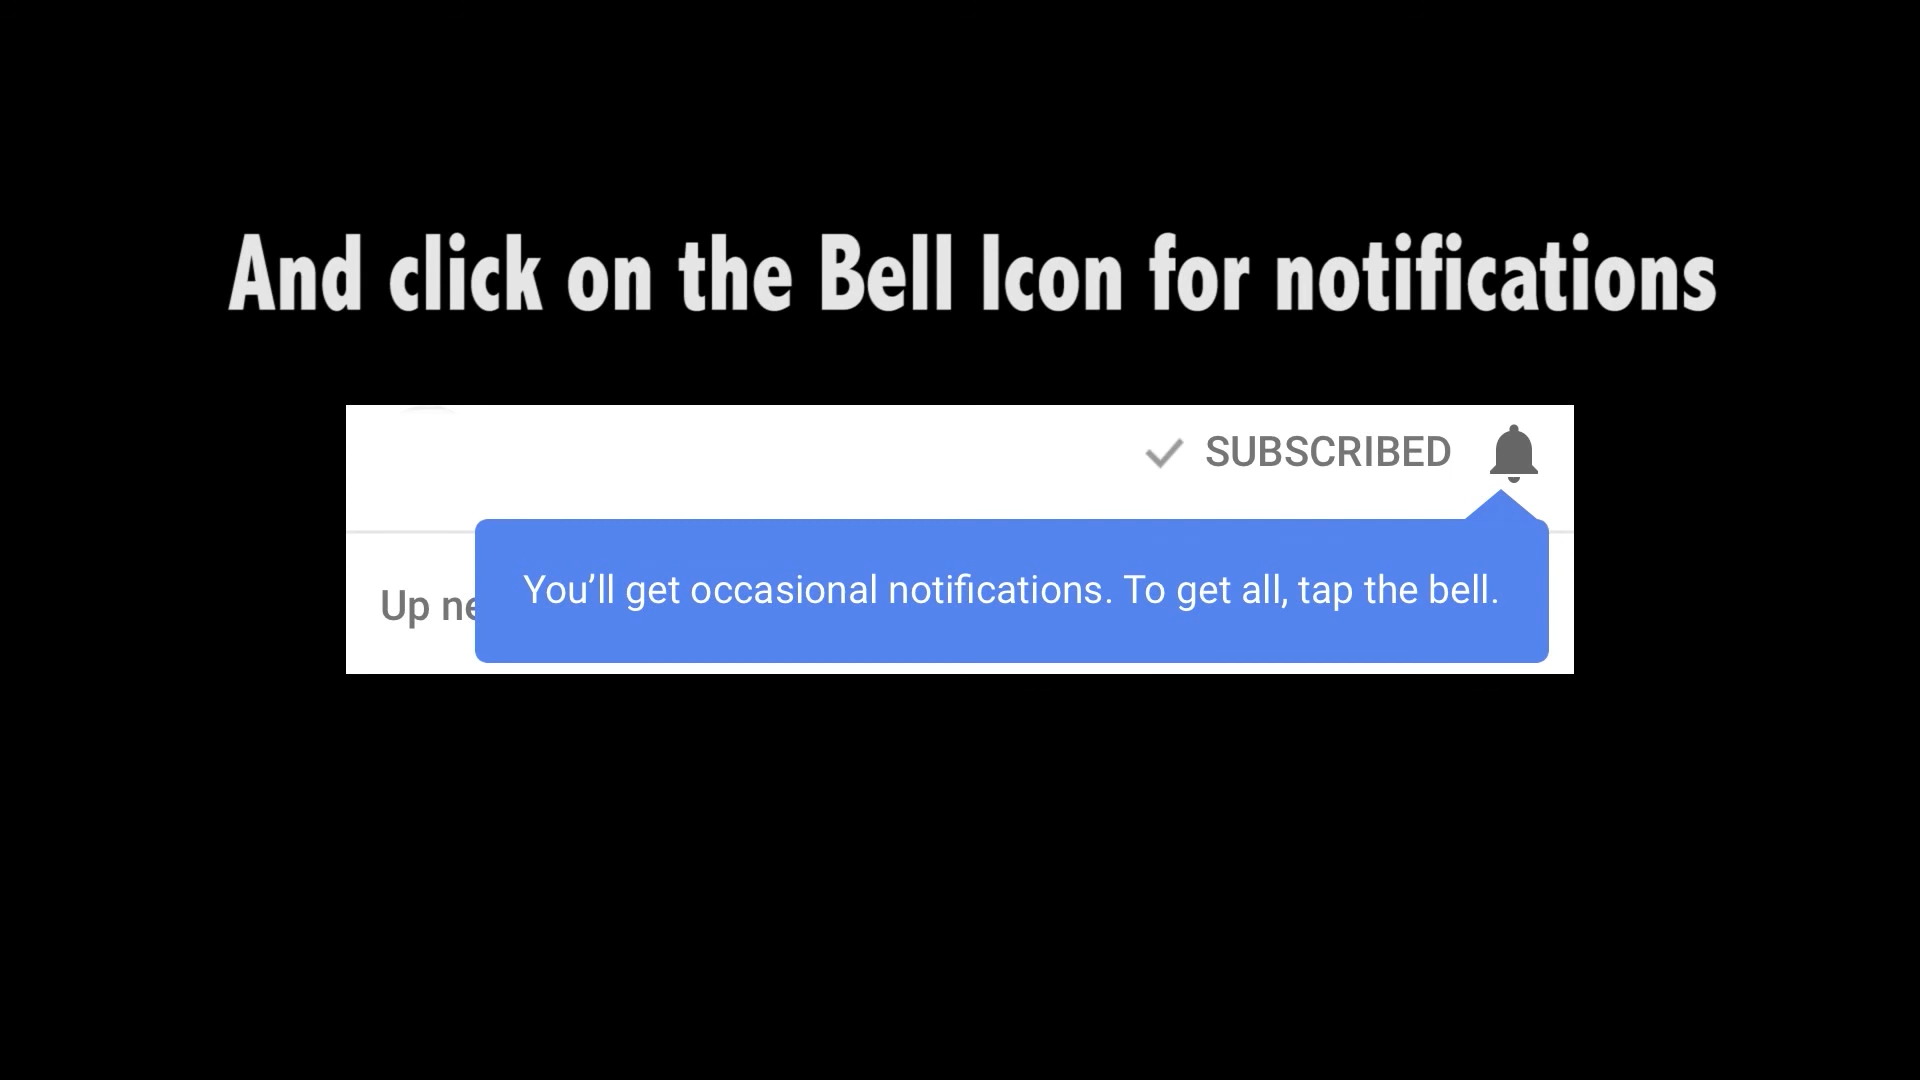 And click on the Bell Icon for notifications
SUBSCRIBED
You’ll get occasional notifications. To get all, tap the bell.
Up ne